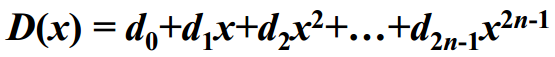 D(x) = d₀+d₁x+d₂x²+…+d₂ₙ₋₁x²ⁿ⁻¹